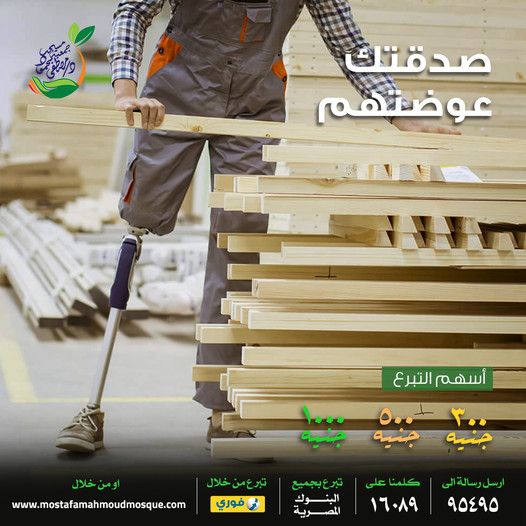 صدقتك
عوضتهم
أسهم التبرع
٣٠٠ جنيه
٥٠٠ جنيه
١٠٠٠ جنيه
ارسل رسالة الى
٩٥٤٩٥
كلمنا على
١٦٠٨٩
تبرع بجميع
البنوك
المصرية
تبرع من خلال
فوري
او من خلال
www.mostafamahmoudmosque.com